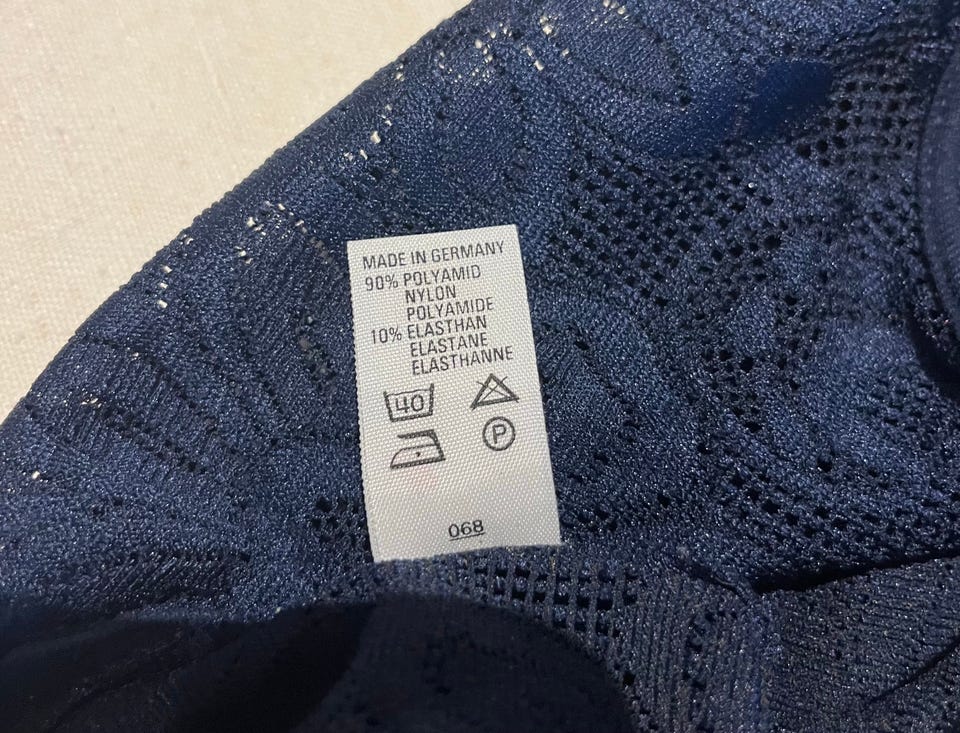 MADE IN GERMANY
90% POLYAMID
NYLON
POLYAMIDE
10% ELASTHAN
ELASTANE
ELASTHANNE
40
P
068